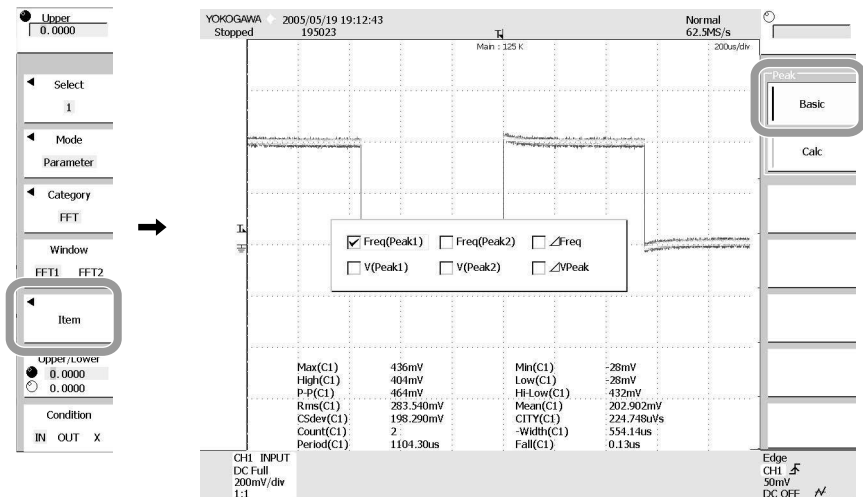 Upper
0.0000
Select
1
Mode
Parameter
Category
FFT
Window
FFT1 FFT2
Item
Upper/Lower
0.0000
0.0000
Condition
IN OUT X
YOKOGAWA 2005/05/19 19:12:43
Stopped 195023
Normal
62.5MS/s
Main : 125 K
200us/div
Freq(Peak1) Freq(Peak2) ⊿Freq
V(Peak1) V(Peak2) ⊿VPeak
Max(C1) 436mV Min(C1) -28mV
High(C1) 404mV Low(C1) -28mV
P-P(C1) 464mV Hi-Low(C1) 432mV
Rms(C1) 283.540mV Mean(C1) 202.902mV
CSdev(C1) 198.290mV CITY(C1) 224.748uVs
Count(C1) 2 -Width(C1) 554.14us
Period(C1) 1104.30us Fall(C1) 0.13us
CH1 INPUT
DC Full
200mV/div
1:1
Edge
CH1
50mV
DC OFF
Peak
Basic
Calc